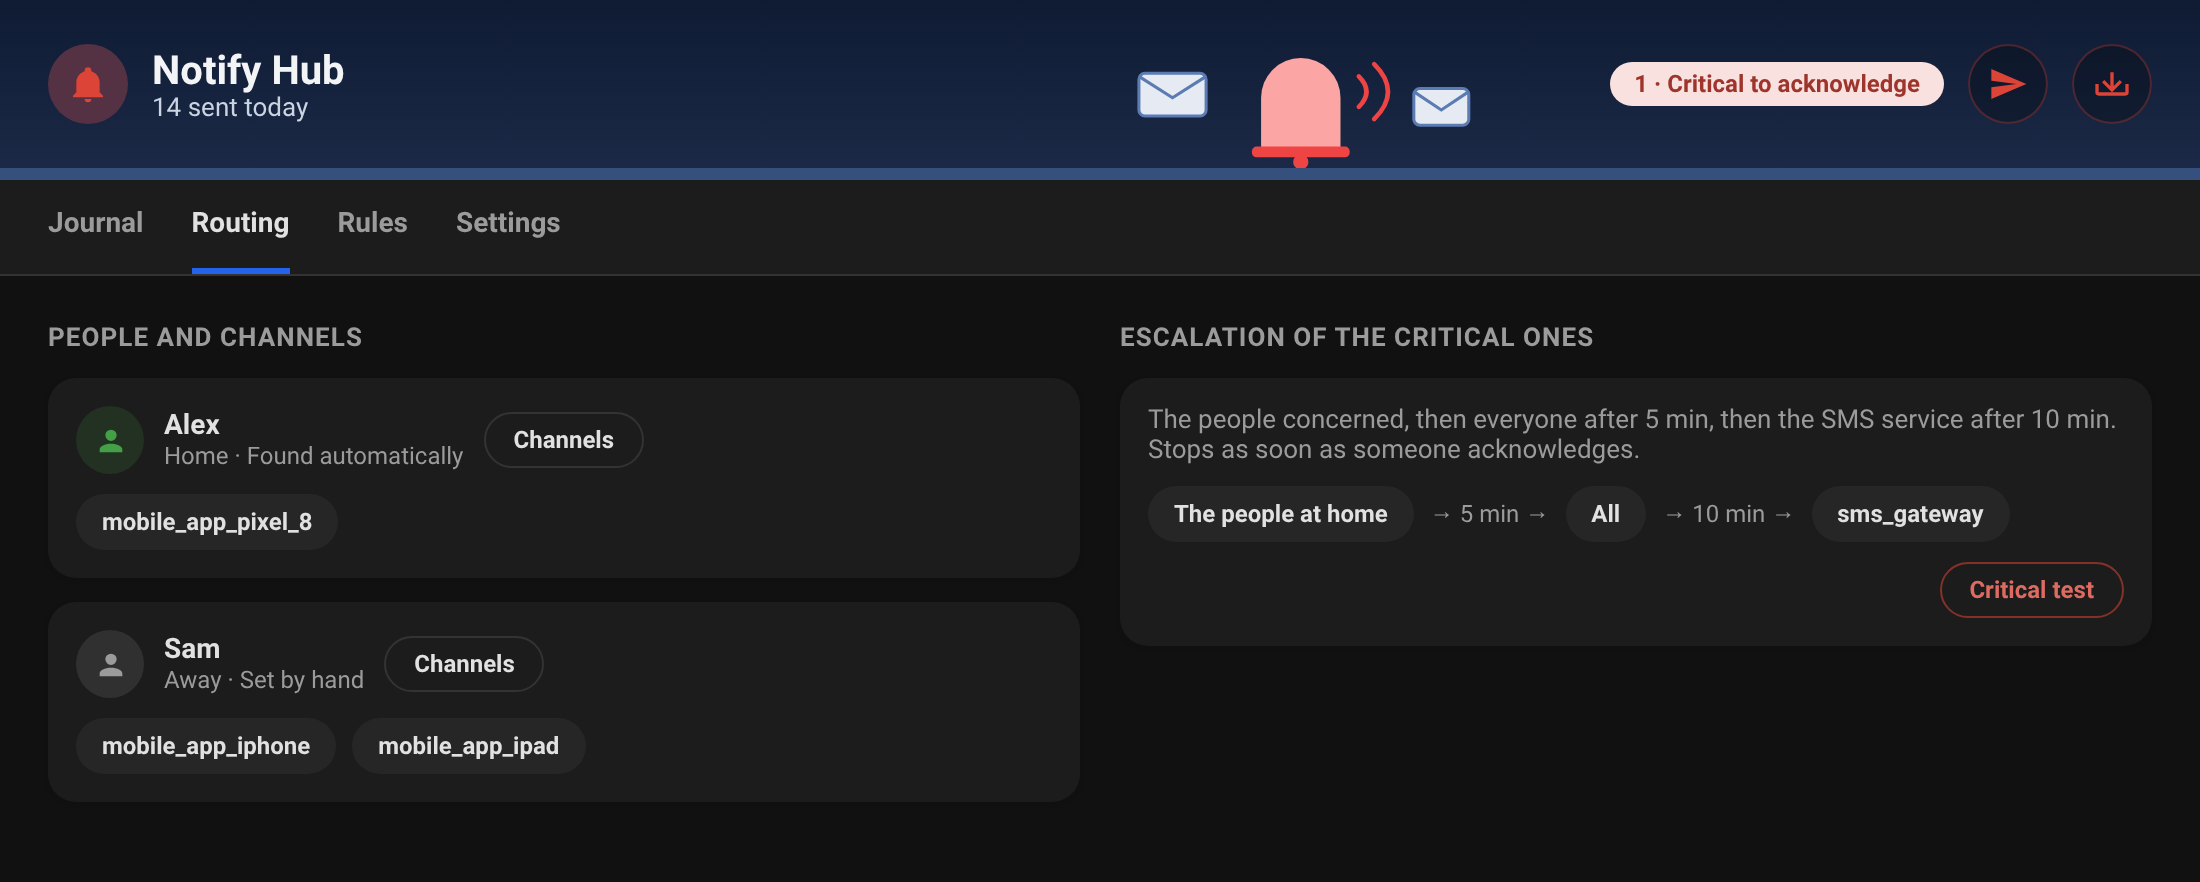 Notify Hub
14 sent today
1 · Critical to acknowledge
Journal
Routing
Rules
Settings
PEOPLE AND CHANNELS
Alex
Home · Found automatically
Channels
mobile_app_pixel_8
Sam
Away · Set by hand
Channels
mobile_app_iphone
mobile_app_ipad
ESCALATION OF THE CRITICAL ONES
The people concerned, then everyone after 5 min, then the SMS service after 10 min.
Stops as soon as someone acknowledges.
The people at home → 5 min → All → 10 min → sms_gateway
Critical test